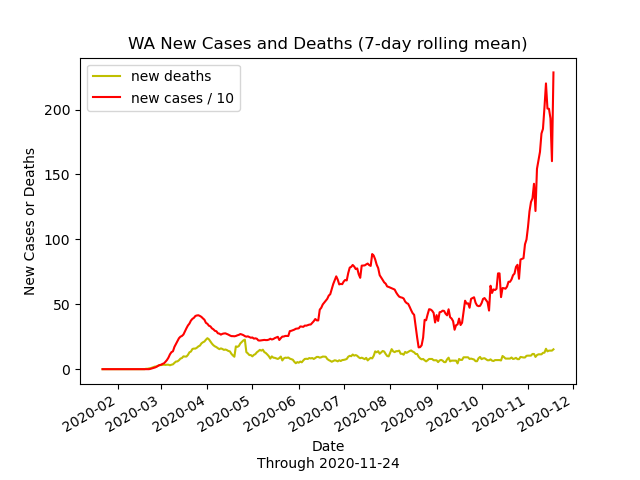 WA New Cases and Deaths (7-day rolling mean)
new deaths
new cases / 10
New Cases or Deaths
200
150
100
50
0
2020-02
2020-03
2020-04
2020-05
2020-06
2020-07
2020-08
2020-09
2020-10
2020-11
2020-12
Date
Through 2020-11-24